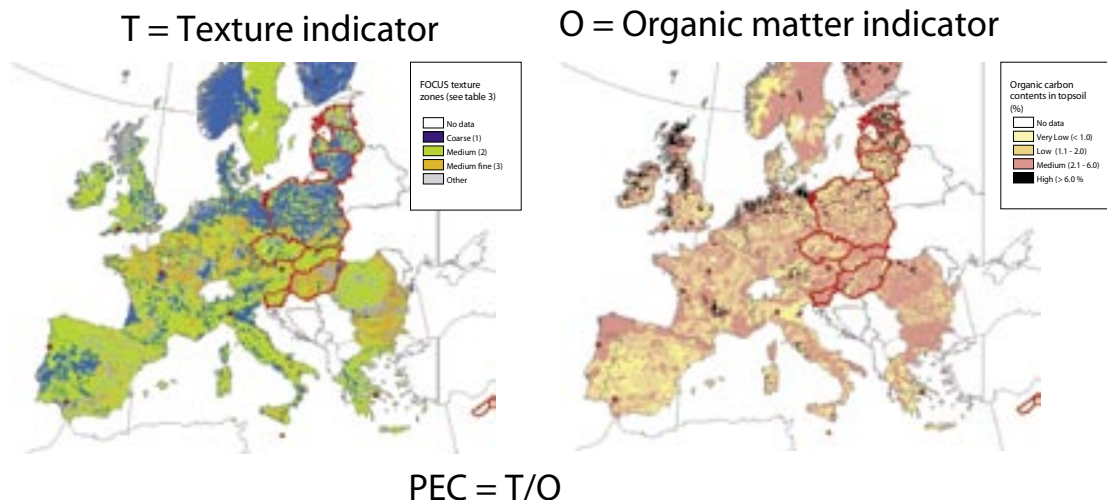 T = Texture indicator
O = Organic matter indicator
FOCUS texture
zones (see table 3)
No data
Coarse (1)
Medium (2)
Medium fine (3)
Other
Organic carbon
contents in topsoil
(%)
No data
Very Low (< 1.0)
Low (1.1 - 2.0)
Medium (2.1 - 6.0)
High (> 6.0 %
PEC = T/O